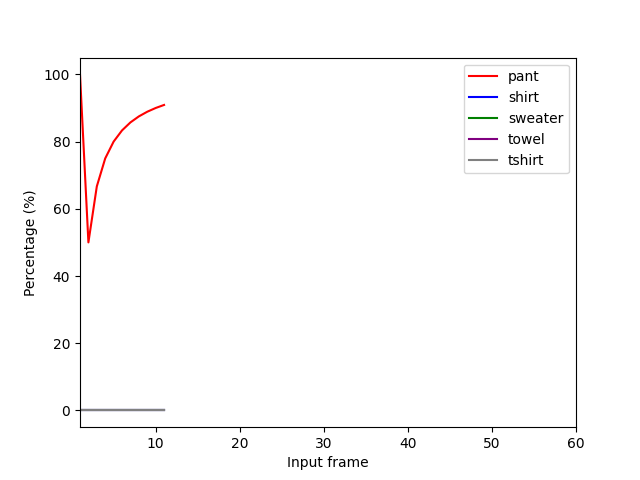 100
80
60
40
20
0
10 20 30 40 50 60
Percentage (%)
Input frame
pant
shirt
sweater
towel
tshirt